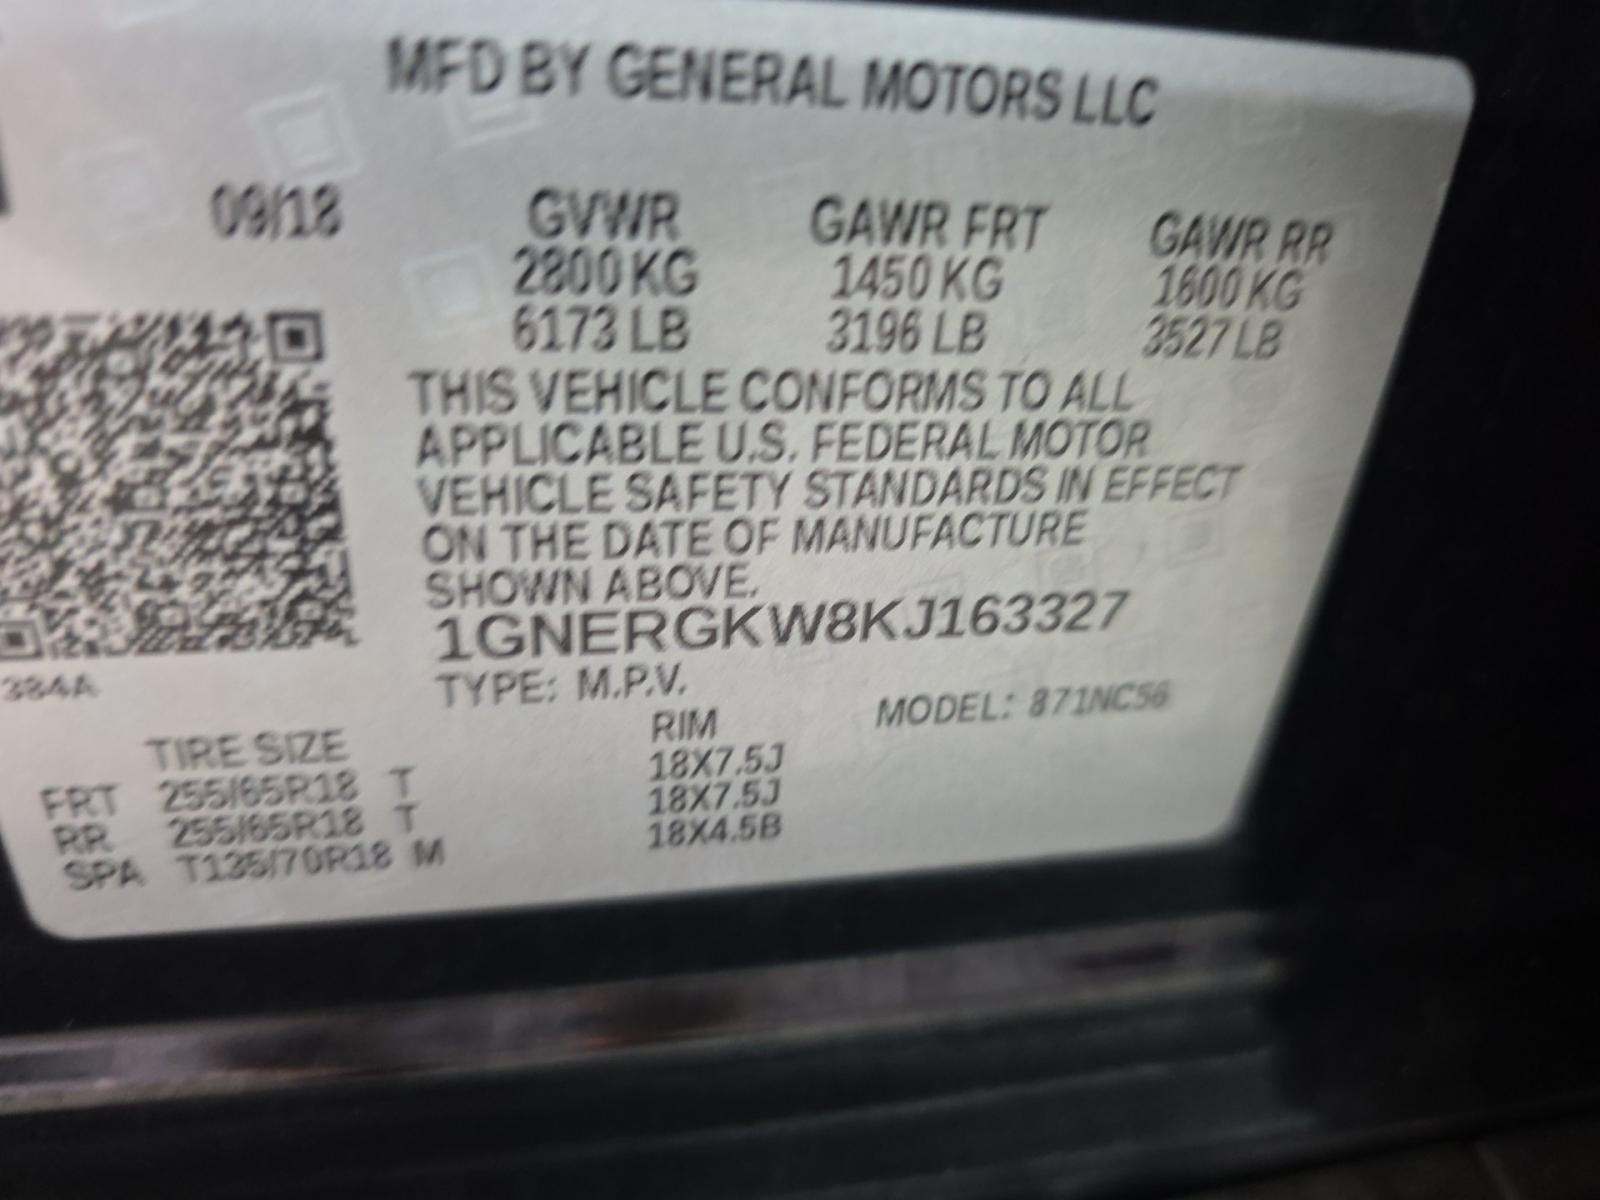 MFD BY GENERAL MOTORS LLC
09/18 GVWR GAWR FRT GAWR RR
2800 KG 1450 KG 1600 KG
6173 LB 3196 LB 3527 LB
THIS VEHICLE CONFORMS TO ALL
APPLICABLE U.S. FEDERAL MOTOR
VEHICLE SAFETY STANDARDS IN EFFECT
ON THE DATE OF MANUFACTURE
SHOWN ABOVE.
1GNERGKW8KJ163327
384A
TYPE: M.P.V. MODEL: 871NC56
TIRE SIZE RIM
FRT 255/65R18 T 18X7.5J
RR 255/65R18 T 18X7.5J
SPA T135/70R18 M 18X4.5B